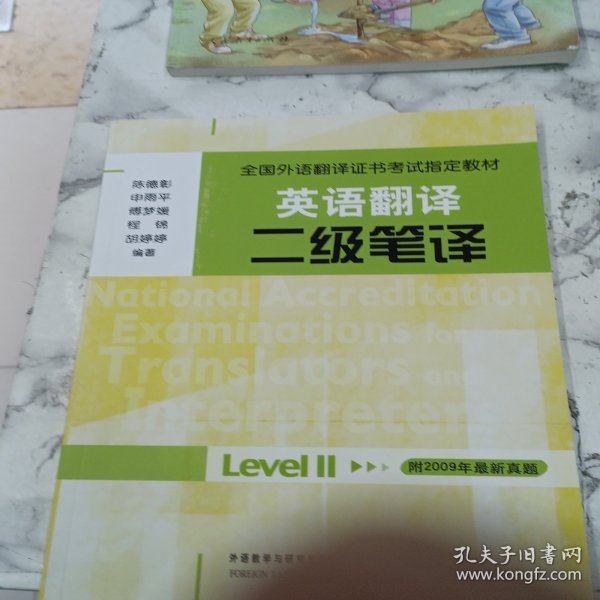 全国外语翻译证书考试指定教材
英语翻译
二级笔译
陈德彰
申雨平
傅梦媛
程锦
胡婷婷
编著
National Accreditation
Examinations for
Translators and
Interpreters
Level II
附2009年最新真题
外语教学与研究
FOREIGN
孔夫子旧书网
www.kongfz.com